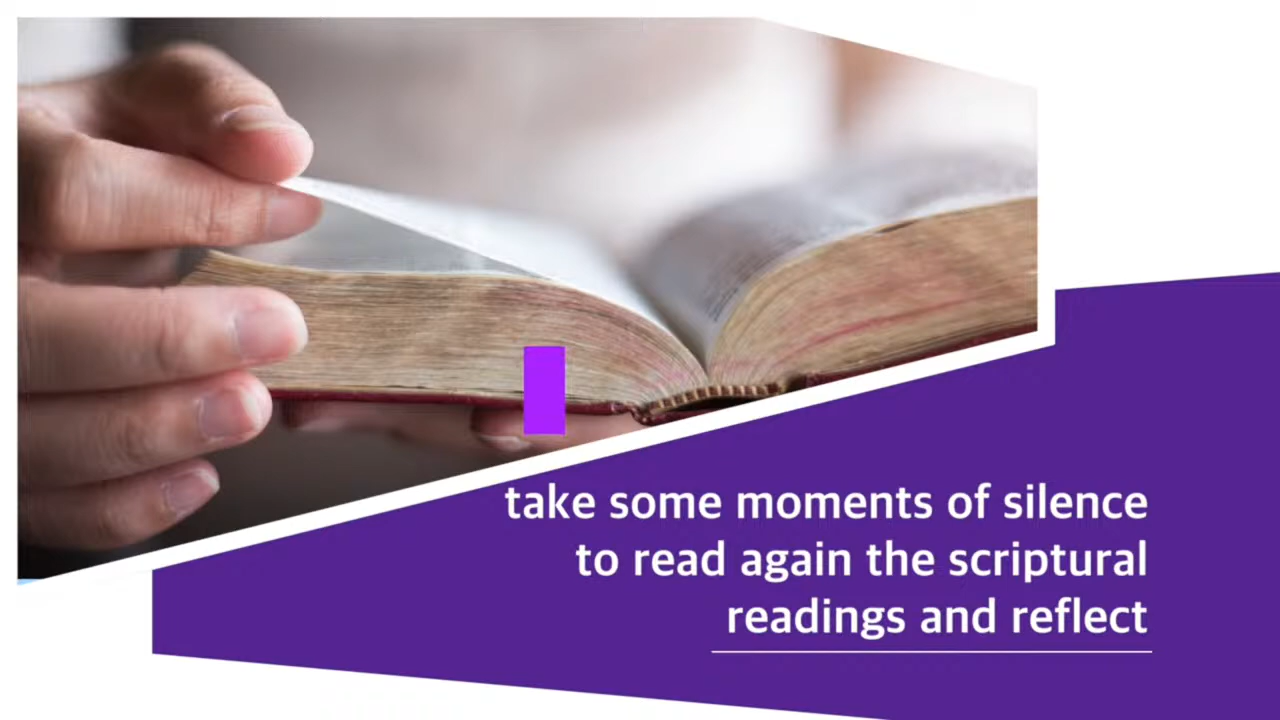 take some moments of silence
to read again the scriptural
readings and reflect